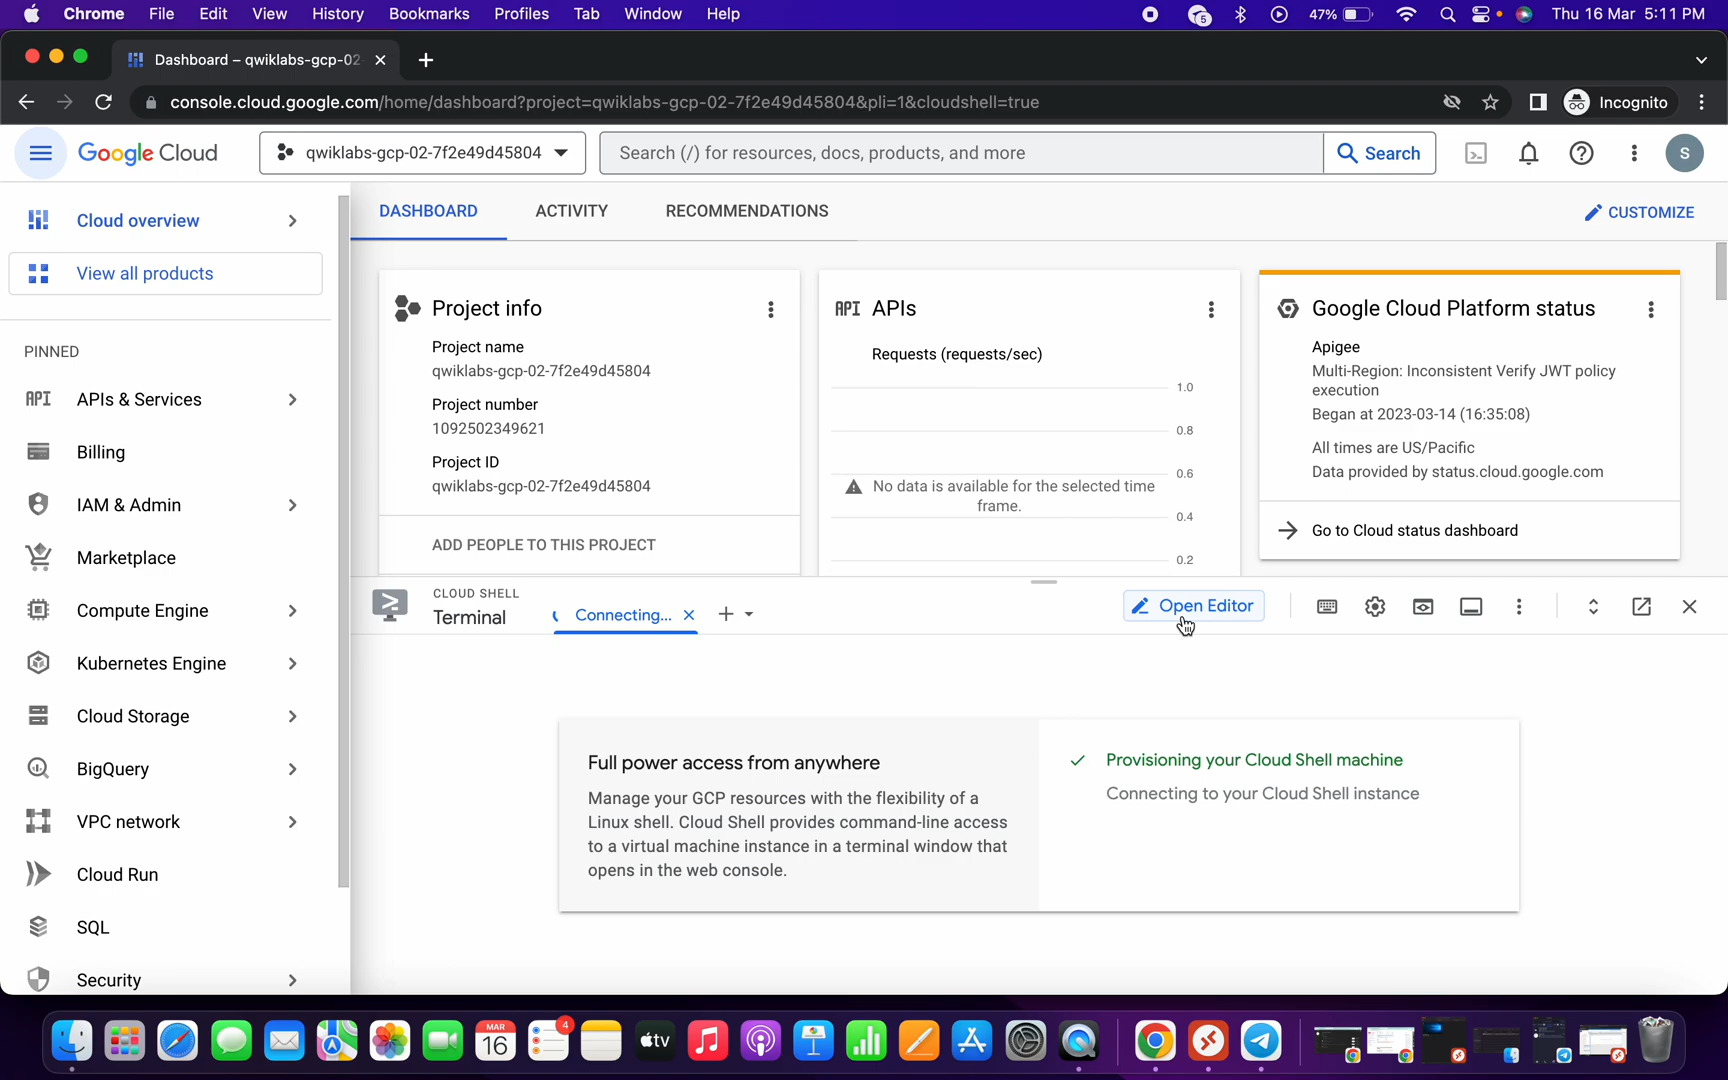 Chrome File Edit View History Bookmarks Profiles Tab Window Help 5 47% Thu 16 Mar 5:11 PM
Dashboard – qwiklabs-gcp-02-
console.cloud.google.com/home/dashboard?project=qwiklabs-gcp-02-7f2e49d45804&pli=1&cloudshell=true Incognito
Google Cloud qwiklabs-gcp-02-7f2e49d45804 Search (/) for resources, docs, products, and more Search S
Cloud overview
View all products
PINNED
API APIs & Services
Billing
IAM & Admin
Marketplace
Compute Engine
Kubernetes Engine
Cloud Storage
BigQuery
VPC network
Cloud Run
SQL
Security
DASHBOARD ACTIVITY RECOMMENDATIONS CUSTOMIZE
Project info
Project name
qwiklabs-gcp-02-7f2e49d45804
Project number
1092502349621
Project ID
qwiklabs-gcp-02-7f2e49d45804
ADD PEOPLE TO THIS PROJECT
API APIs
Requests (requests/sec)
1.0
0.8
0.6
No data is available for the selected time
frame.
0.4
0.2
Google Cloud Platform status
Apigee
Multi-Region: Inconsistent Verify JWT policy
execution
Began at 2023-03-14 (16:35:08)
All times are US/Pacific
Data provided by status.cloud.google.com
Go to Cloud status dashboard
CLOUD SHELL
Terminal Connecting... Open Editor
Full power access from anywhere
Manage your GCP resources with the flexibility of a
Linux shell. Cloud Shell provides command-line access
to a virtual machine instance in a terminal window that
opens in the web console.
Provisioning your Cloud Shell machine
Connecting to your Cloud Shell instance
MAR
16
4
tv